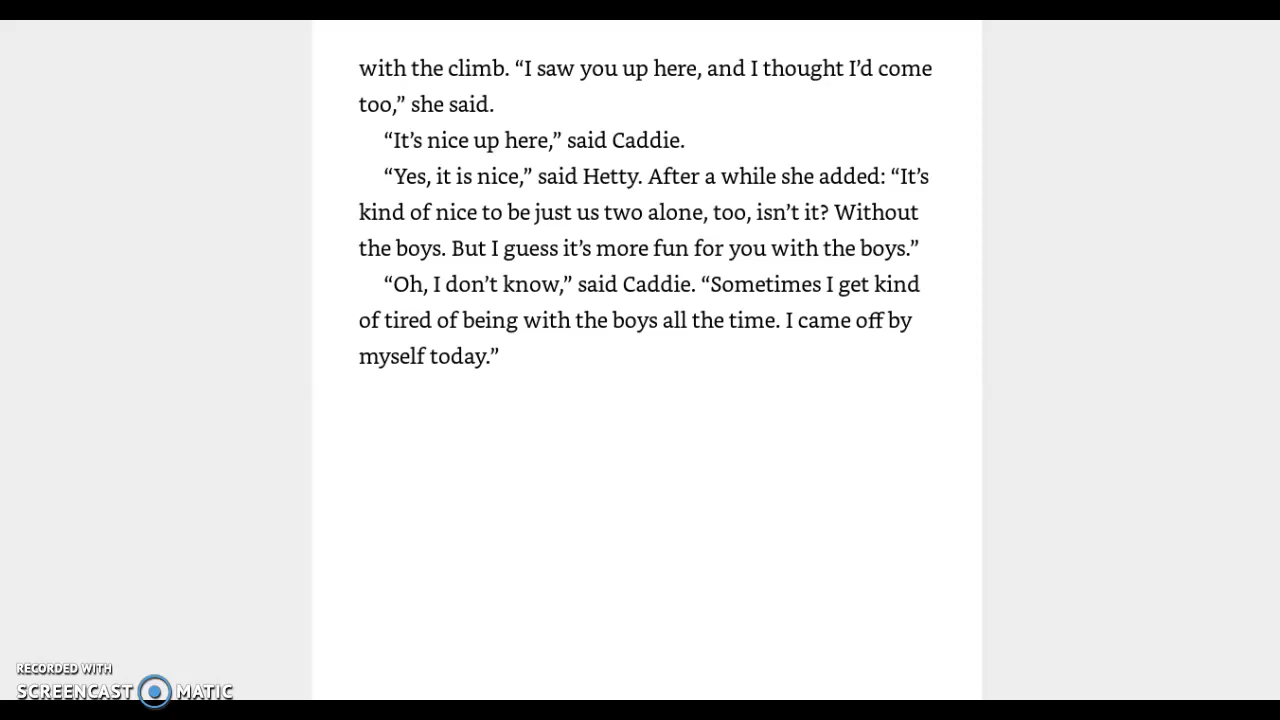 with the climb. “I saw you up here, and I thought I’d come
too,” she said.
“It’s nice up here,” said Caddie.
“Yes, it is nice,” said Hetty. After a while she added: “It’s
kind of nice to be just us two alone, too, isn’t it? Without
the boys. But I guess it’s more fun for you with the boys.”
“Oh, I don’t know,” said Caddie. “Sometimes I get kind
of tired of being with the boys all the time. I came off by
myself today.”
RECORDED WITH
SCREENCAST MATIC